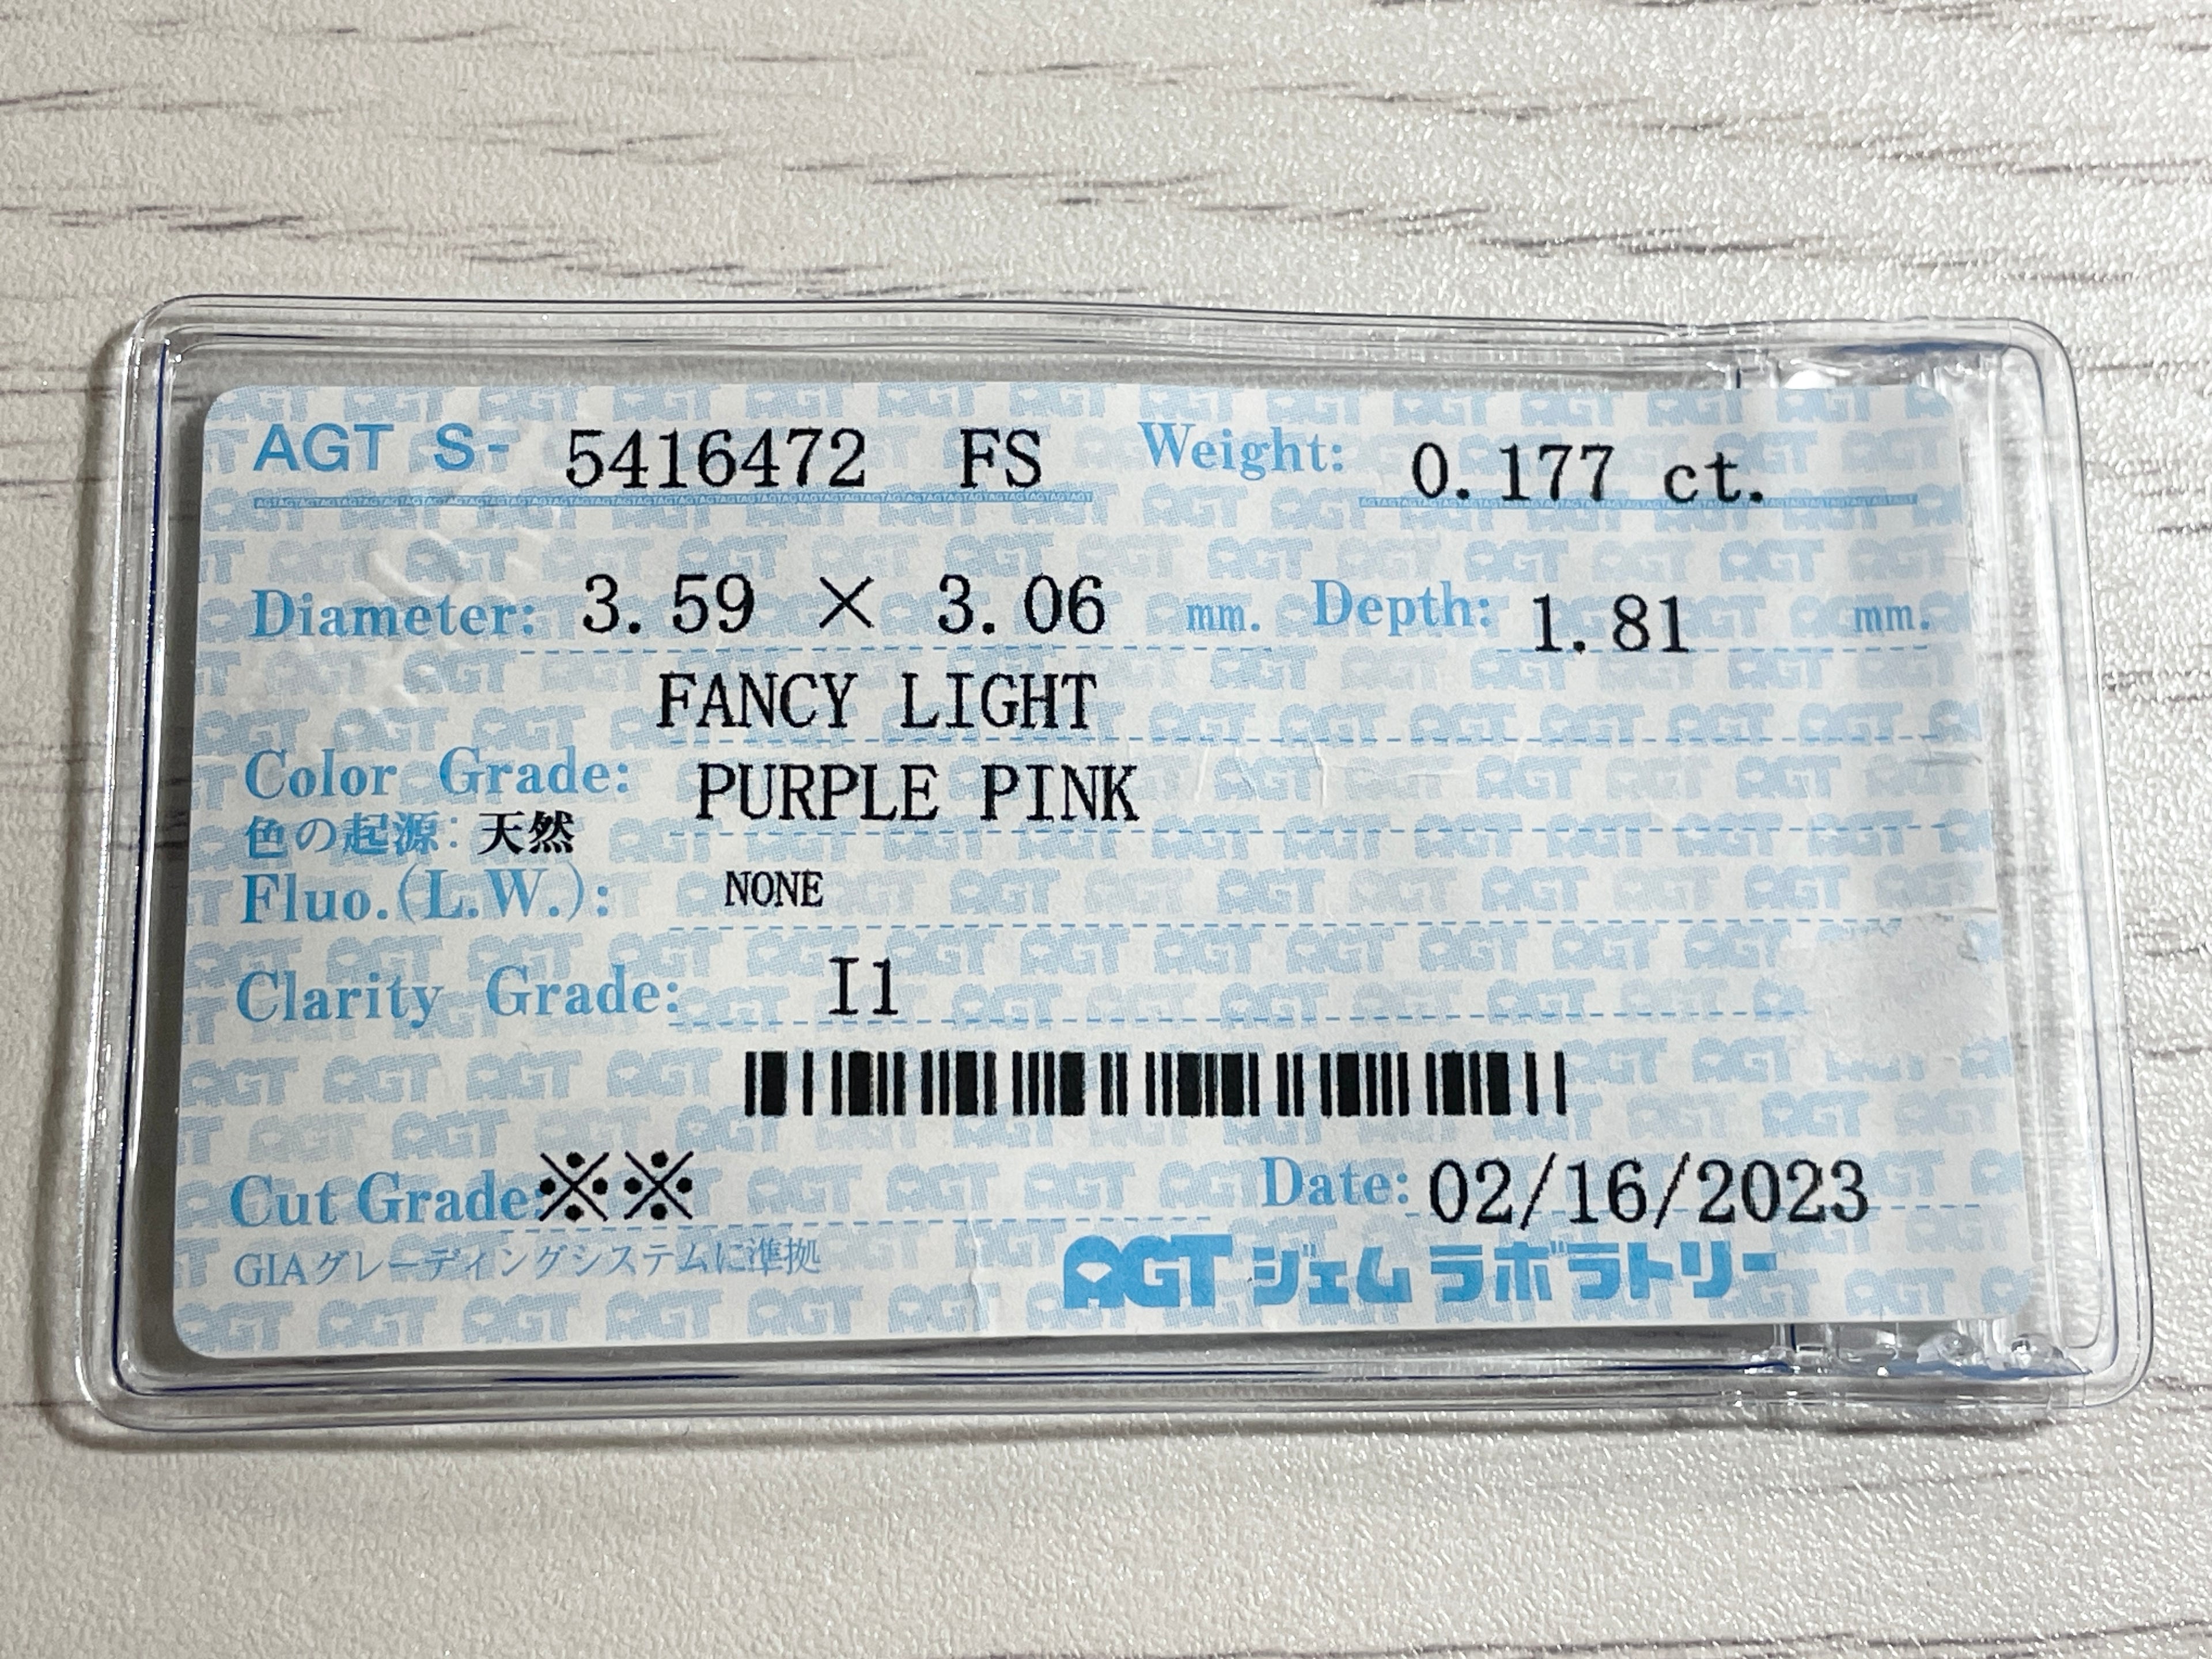 AGT S- 5416472 FS Weight: 0.177 ct.
Diameter: 3.59 × 3.06 mm. Depth: 1.81 mm.
FANCY LIGHT
Color Grade: PURPLE PINK
色の起源: 天然
Fluo.(L.W.): NONE
Clarity Grade: I1
Cut Grade:※※ Date: 02/16/2023
GIAグレーディングシステムに準拠
AGT ジェム ラボラトリー